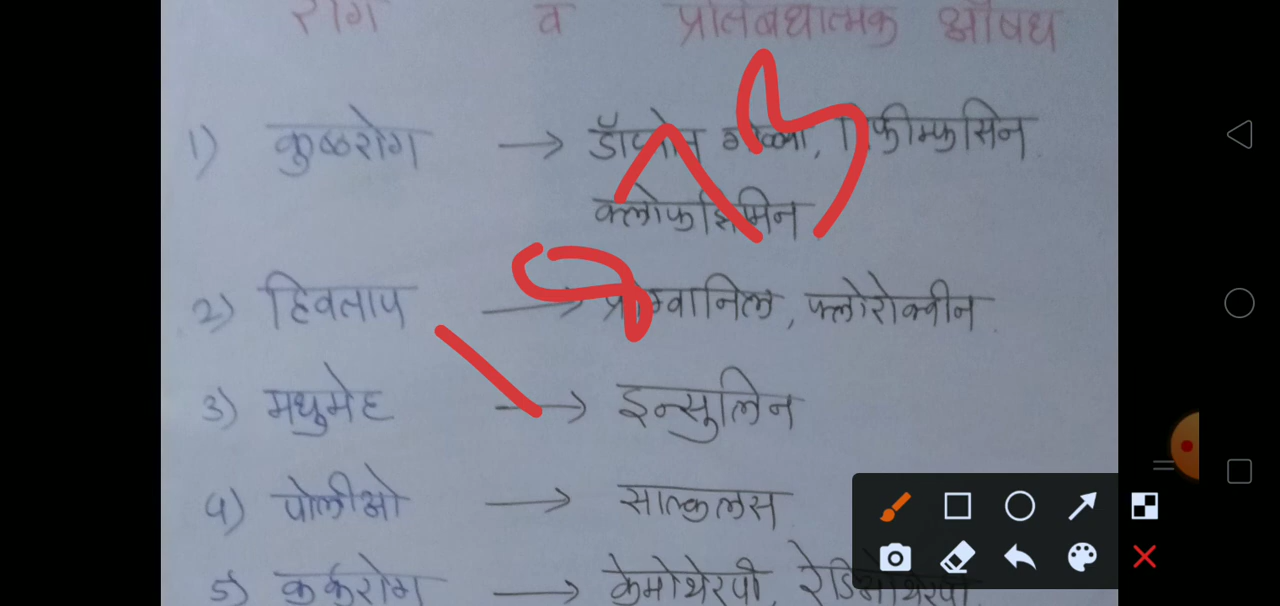 रोग व प्रतिबंधात्मक औषध
1) कुष्ठरोग → डॅप्सोन गोळ्या, रिफीम्फुसिन
क्लोफझिमिन
2) हिवताप → प्रोग्वानिल, क्लोरोक्वीन
3) मधुमेह → इन्सुलिन
4) पोलीओ → साल्कलस
5) कर्करोग → केमोथेरपी, रेडिओथेरपी